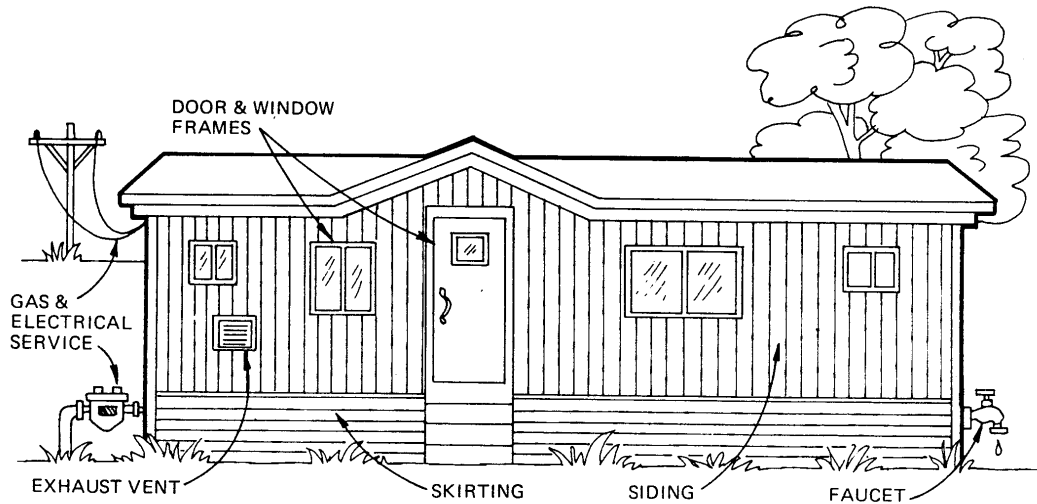 DOOR & WINDOW
FRAMES
GAS &
ELECTRICAL
SERVICE
EXHAUST VENT
SKIRTING
SIDING
FAUCET